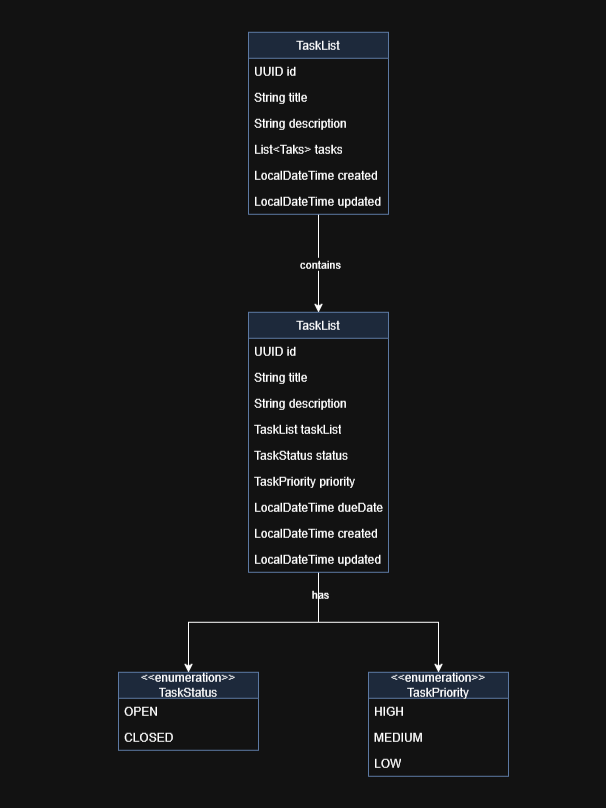 TaskList
UUID id
String title
String description
List<Taks> tasks
LocalDateTime created
LocalDateTime updated
contains
TaskList
UUID id
String title
String description
TaskList taskList
TaskStatus status
TaskPriority priority
LocalDateTime dueDate
LocalDateTime created
LocalDateTime updated
has
<<enumeration>>
TaskStatus
OPEN
CLOSED
<<enumeration>>
TaskPriority
HIGH
MEDIUM
LOW